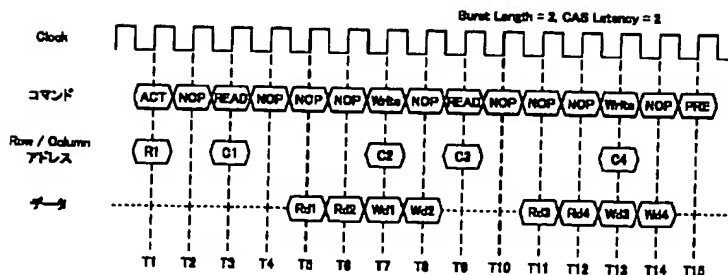 Burst Length = 2, CAS Latency = 2
Clock
コマンド
ACT NOP READ NOP NOP NOP Write NOP READ NOP NOP NOP Write NOP PRE
Row / Column
アドレス
R1 C1 C2 C3 C4
データ
Rd1 Rd2 Wd1 Wd2 Rd3 Rd4 Wd3 Wd4
T1 T2 T3 T4 T5 T6 T7 T8 T9 T10 T11 T12 T13 T14 T15